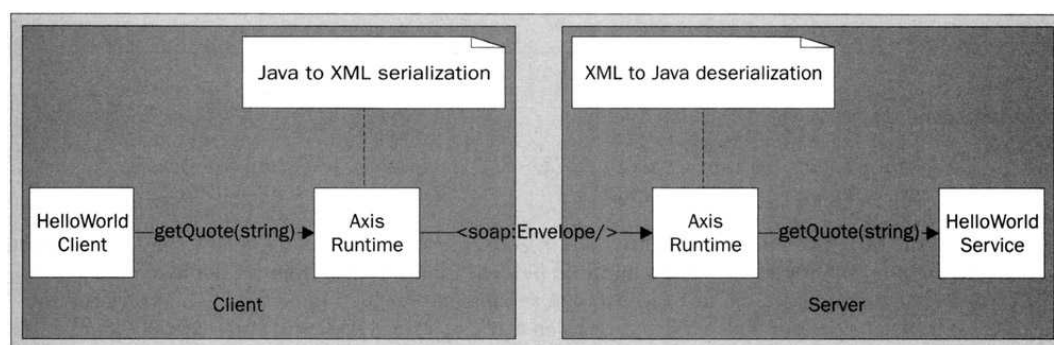 Java to XML serialization
XML to Java deserialization
HelloWorld
Client
getQuote(string)
Axis
Runtime
<soap:Envelope/>
Axis
Runtime
getQuote(string)
HelloWorld
Service
Client
Server